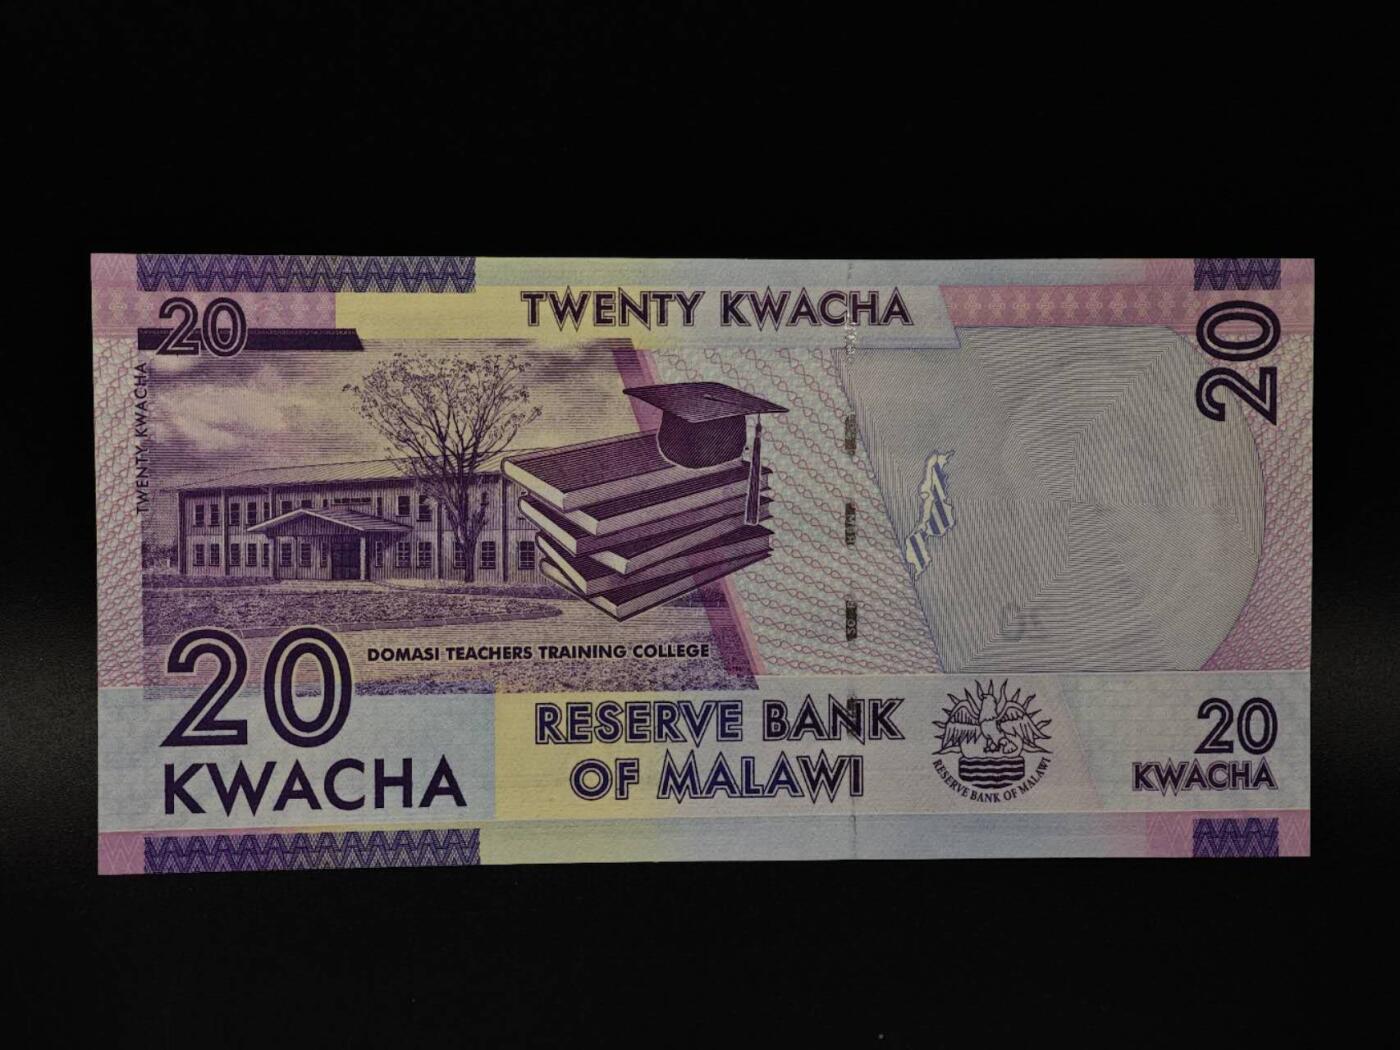 20
TWENTY KWACHA
20
TWENTY KWACHA
DOMASI TEACHERS TRAINING COLLEGE
20
KWACHA
RESERVE BANK
OF MALAWI
RESERVE BANK OF MALAWI
20
KWACHA